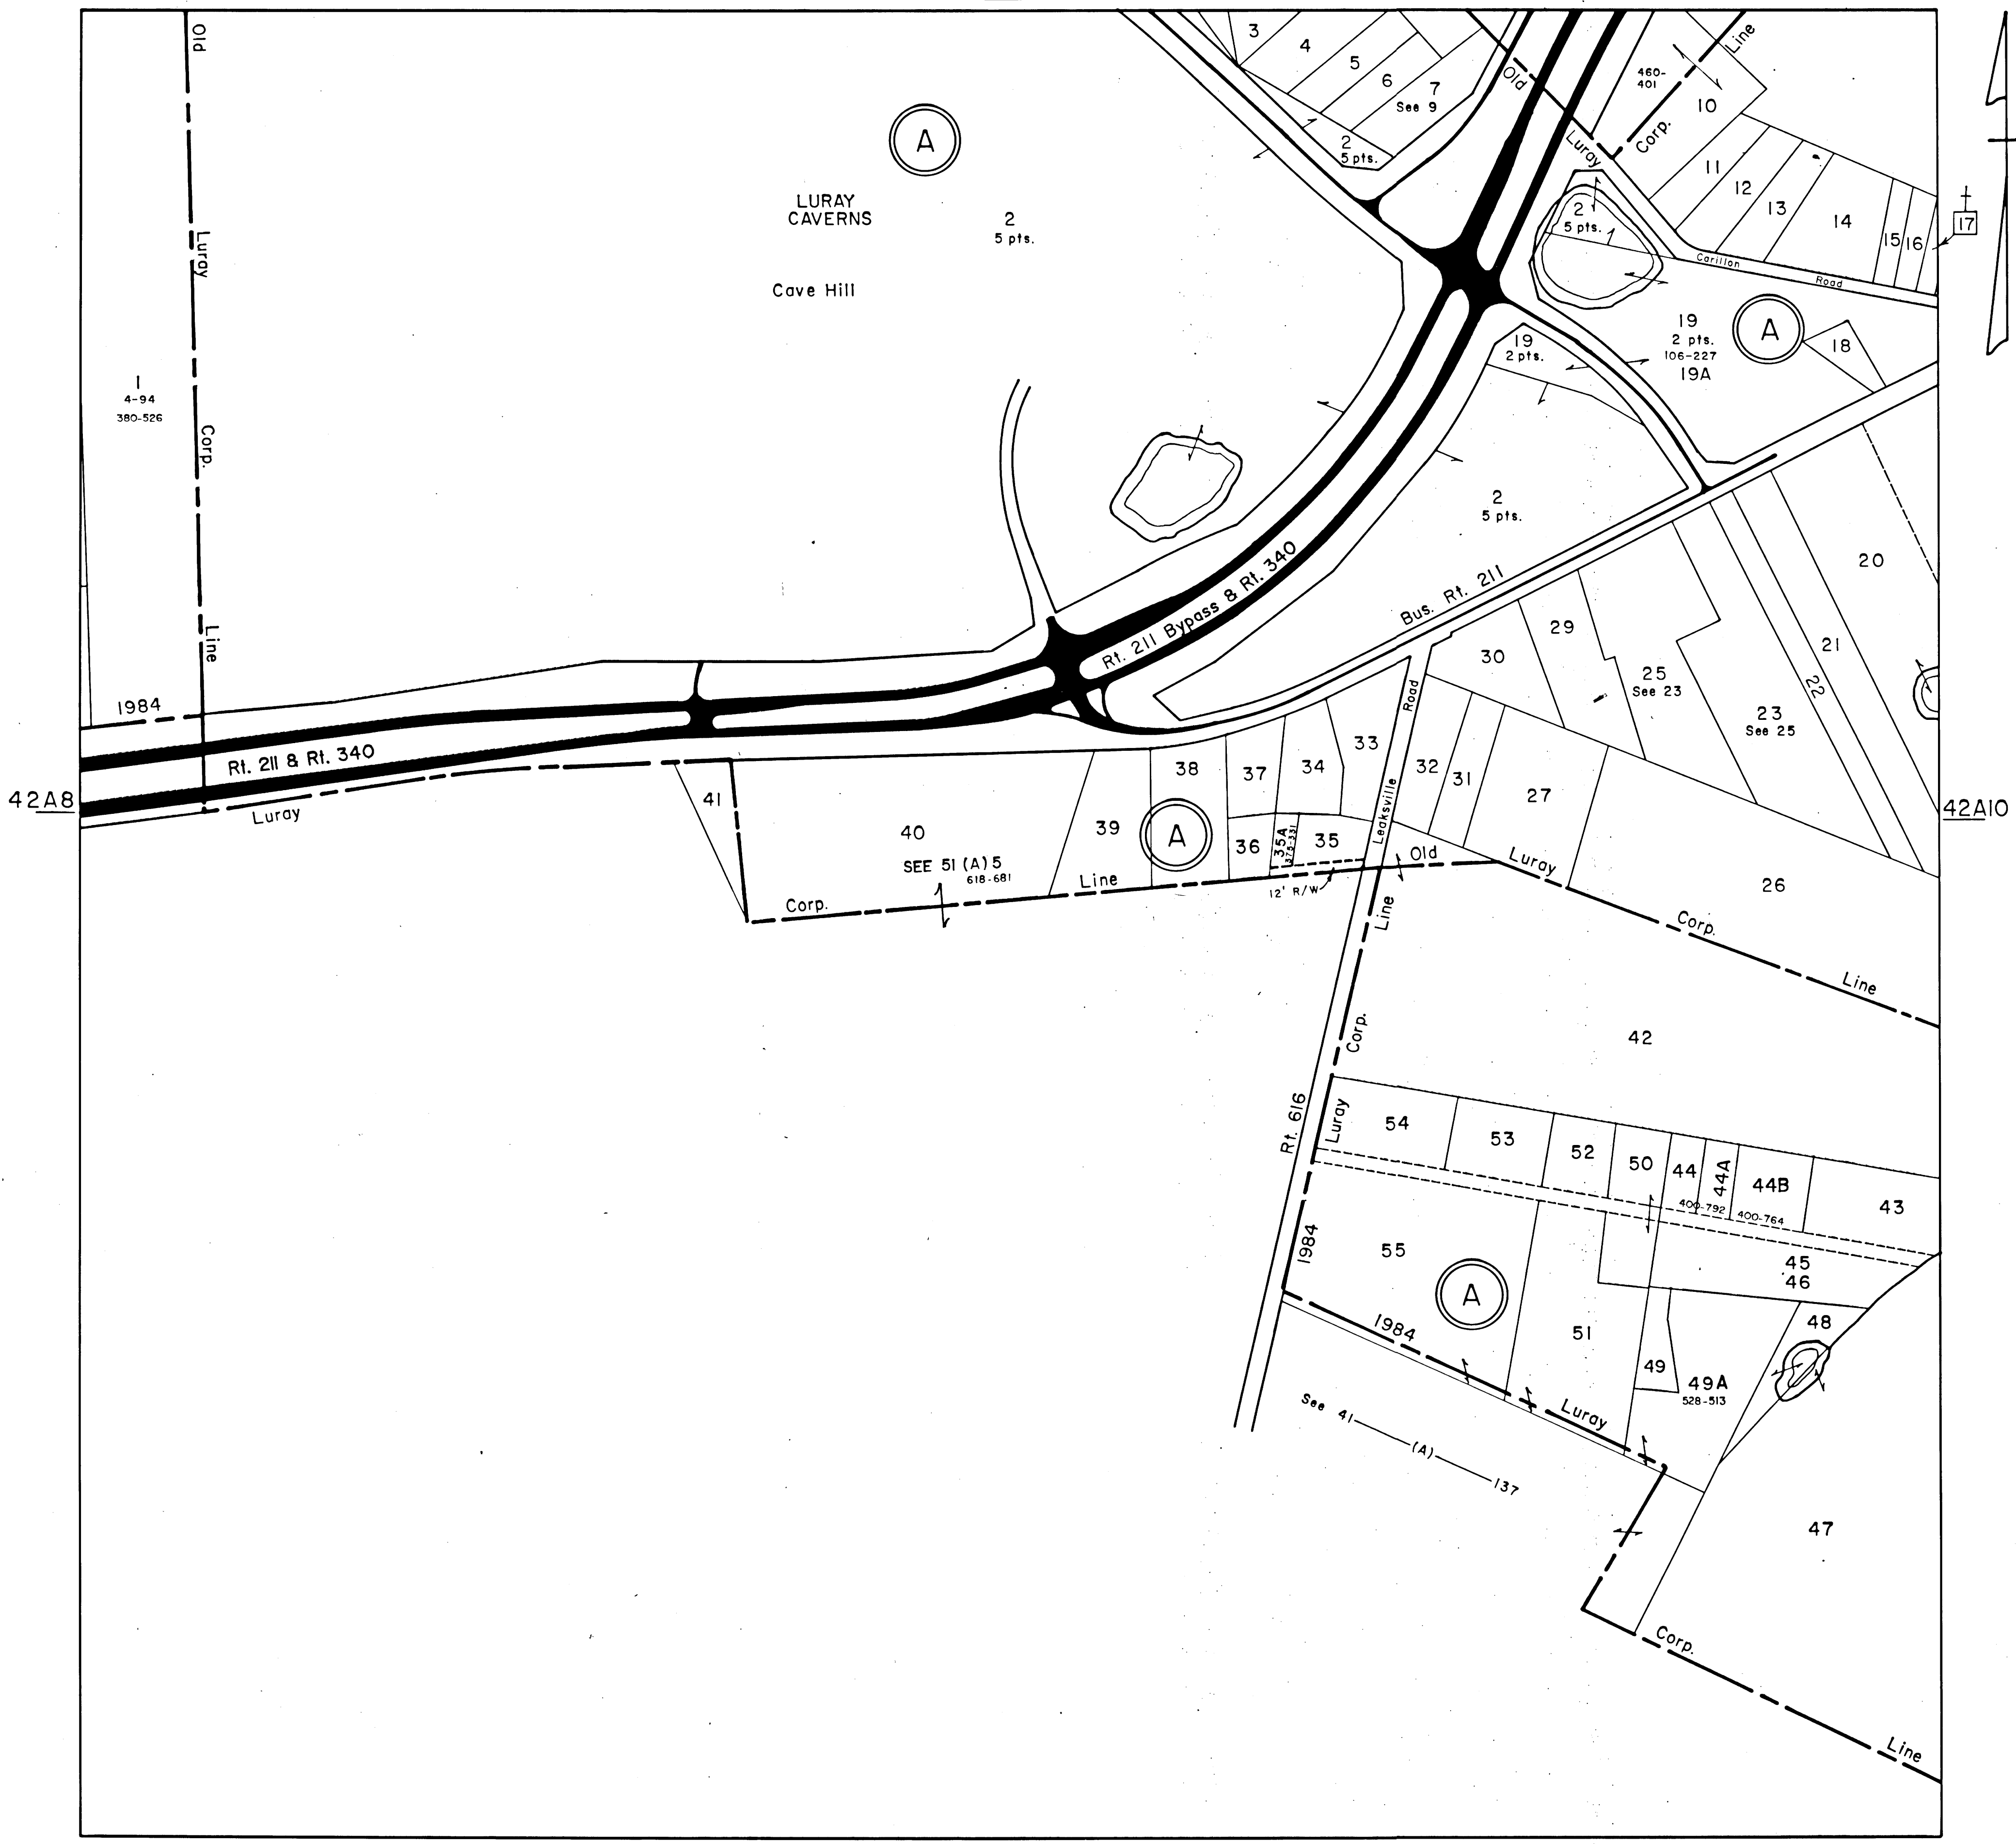 Old
Luray
Corp.
Line
A
LURAY
CAVERNS
2
5 pts.
Cave Hill
1
4-94
380-526
1984
Rt. 211 & Rt. 340
42A8
Luray
3
4
5
6
7
See 9
2
5 pts.
Old
Luray
Corp.
Line
460-
401
10
11
12
13
14
15
16
17
2
5 pts.
Carillon Road
A
19
2 pts.
106-227
19A
18
19
2 pts.
2
5 pts.
Rt. 211 Bypass & Rt. 340
Bus. Rt. 211
20
21
22
23
See 25
25
See 23
29
30
42A10
33
34
37
38
32
31
27
26
Leaksville Road
41
40
SEE 51 (A) 5
618-681
39
A
36
35A
375-331
35
12' R/W
Corp.
Line
Old
Luray
Corp.
Line
Line
Corp.
Luray
1984
Rt. 616
42
54
53
52
50
44
44A
44B
43
400-792
400-764
45
46
55
A
51
49
49A
528-513
48
1984
Luray
See 41 (A) 137
47
Corp.
Line